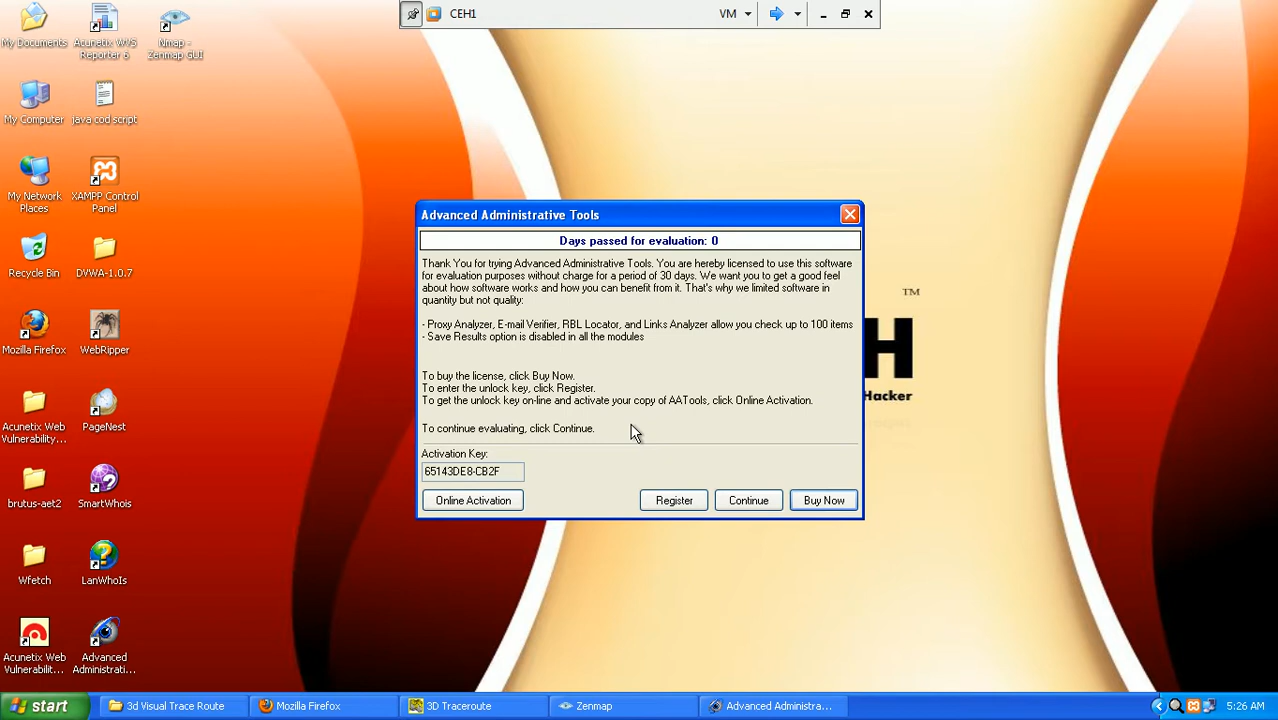 CEH1
VM
My Documents
Acunetix WVS
Reporter 6
Nmap -
Zenmap GUI
My Computer
java cod script
My Network
Places
XAMPP Control
Panel
Recycle Bin
DVWA-1.0.7
Mozilla Firefox
WebRipper
Acunetix Web
Vulnerability...
PageNest
brutus-aet2
SmartWhois
Wfetch
LanWhoIs
Acunetix Web
Vulnerabilit...
Advanced
Administrati...
TM
H
Hacker
Advanced Administrative Tools
Days passed for evaluation: 0
Thank You for trying Advanced Administrative Tools. You are hereby licensed to use this software
for evaluation purposes without charge for a period of 30 days. We want you to get a good feel
about how software works and how you can benefit from it. That's why we limited software in
quantity but not quality:
- Proxy Analyzer, E-mail Verifier, RBL Locator, and Links Analyzer allow you check up to 100 items
- Save Results option is disabled in all the modules
To buy the license, click Buy Now.
To enter the unlock key, click Register.
To get the unlock key on-line and activate your copy of AATools, click Online Activation.
To continue evaluating, click Continue.
Activation Key:
65143DE8-CB2F
Online Activation
Register
Continue
Buy Now
start
3d Visual Trace Route
Mozilla Firefox
3D Traceroute
Zenmap
Advanced Administra...
5:26 AM